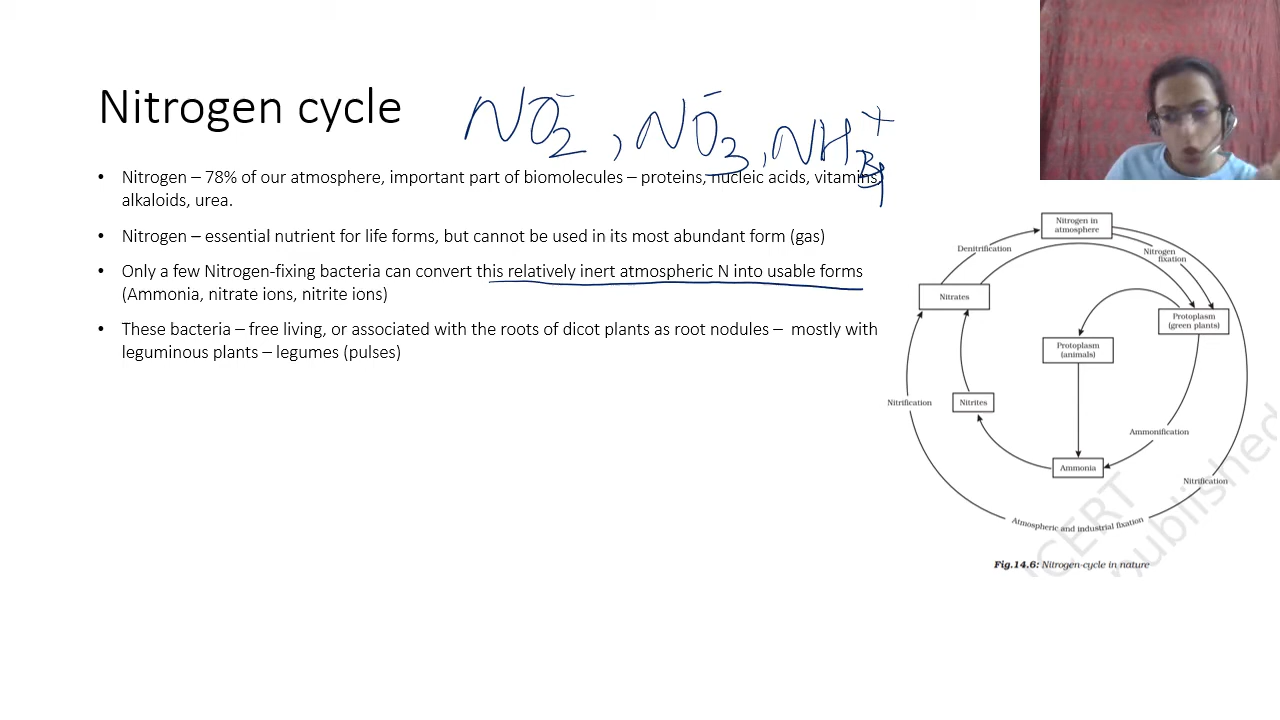 Nitrogen cycle
NO₂⁻, NO₃⁻, NH₄⁺
• Nitrogen – 78% of our atmosphere, important part of biomolecules – proteins, nucleic acids, vitamins,
alkaloids, urea.
• Nitrogen – essential nutrient for life forms, but cannot be used in its most abundant form (gas)
• Only a few Nitrogen-fixing bacteria can convert this relatively inert atmospheric N into usable forms
(Ammonia, nitrate ions, nitrite ions)
• These bacteria – free living, or associated with the roots of dicot plants as root nodules – mostly with
leguminous plants – legumes (pulses)
Nitrogen in
atmosphere
Denitrification
Nitrogen
fixation
Nitrates
Protoplasm
(green plants)
Protoplasm
(animals)
Nitrification
Nitrites
Ammonification
Ammonia
Nitrification
Atmospheric and industrial fixation
Fig.14.6: Nitrogen-cycle in nature
published